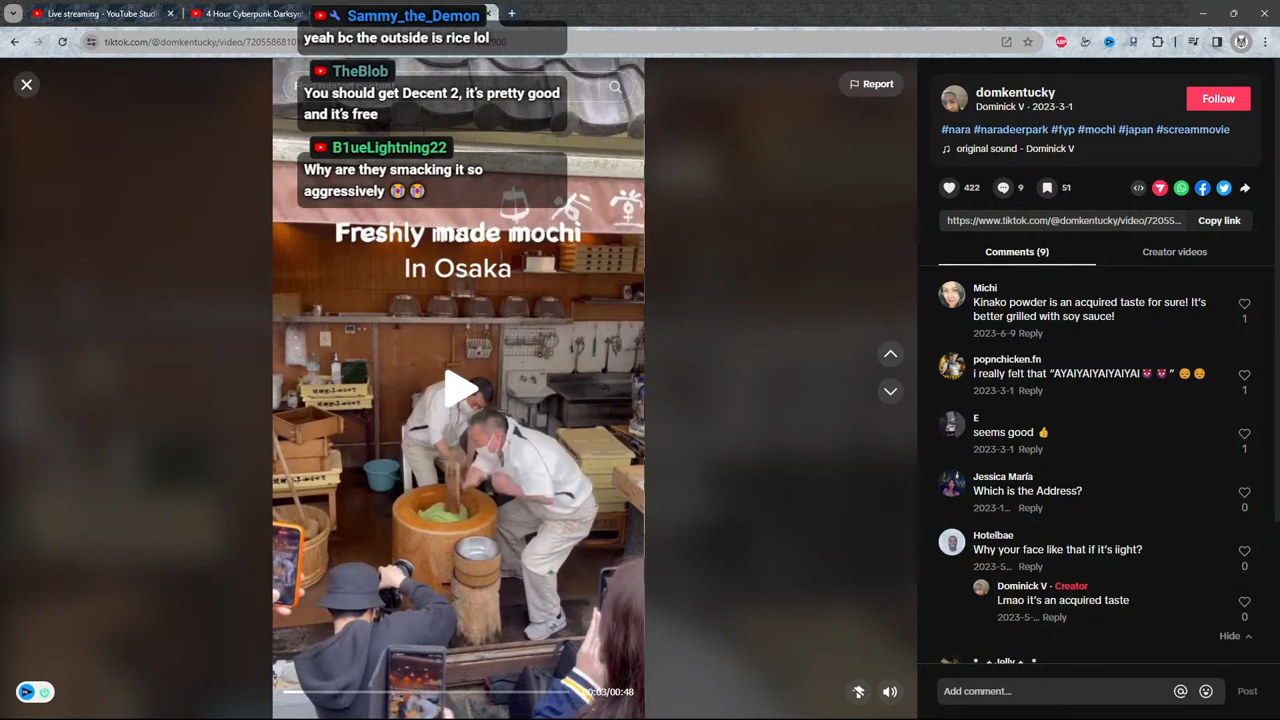 Live streaming - YouTube Studi
4 Hour Cyberpunk Darksynt
tiktok.com/@domkentucky/video/72055868101
Sammy_the_Demon
yeah bc the outside is rice lol
TheBlob
You should get Decent 2, it's pretty good
and it's free
B1ueLightning22
Why are they smacking it so
aggressively 😭 😭
Freshly made mochi
In Osaka
00:03/00:48
Report
domkentucky
Dominick V · 2023-3-1
Follow
#nara #naradeerpark #fyp #mochi #japan #screammovie
original sound - Dominick V
422
9
51
https://www.tiktok.com/@domkentucky/video/72055...
Copy link
Comments (9)
Creator videos
Michi
Kinako powder is an acquired taste for sure! It's
better grilled with soy sauce!
2023-6-9 Reply
1
popnchicken.fn
i really felt that “AYAIYAIYAIYAIYAI👿👿” 😔😔
2023-3-1 Reply
1
E
seems good 👍
2023-3-1 Reply
1
Jessica María
Which is the Address?
2023-1... Reply
0
Hotelbae
Why your face like that if it's iight?
2023-5... Reply
0
Dominick V · Creator
Lmao it's an acquired taste
2023-5-... Reply
0
Hide
Add comment...
Post